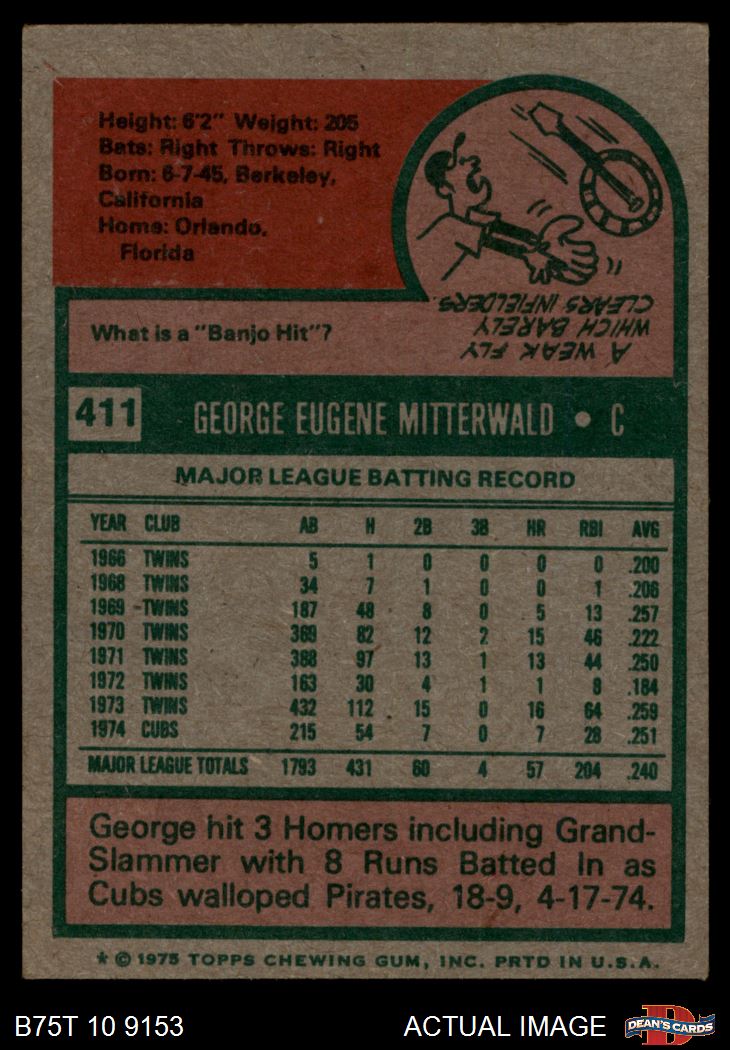 Height: 6'2" Weight: 205
Bats: Right Throws: Right
Born: 6-7-45, Berkeley,
California
Home: Orlando,
Florida
What is a "Banjo Hit"?
A WEAK FLY
WHICH BARELY
CLEARS INFIELDERS.
411 GEORGE EUGENE MITTERWALD • C
MAJOR LEAGUE BATTING RECORD
YEAR CLUB AB H 2B 3B HR RBI AVG
1966 TWINS 5 1 0 0 0 0 .200
1968 TWINS 34 7 1 0 0 1 .206
1969 TWINS 187 48 8 0 5 13 .257
1970 TWINS 369 82 12 2 15 46 .222
1971 TWINS 388 97 13 1 13 44 .250
1972 TWINS 163 30 4 1 1 8 .184
1973 TWINS 432 112 15 0 16 64 .259
1974 CUBS 215 54 7 0 7 28 .251
MAJOR LEAGUE TOTALS 1793 431 60 4 57 204 .240
George hit 3 Homers including Grand-
Slammer with 8 Runs Batted In as
Cubs walloped Pirates, 18-9, 4-17-74.
* © 1975 TOPPS CHEWING GUM, INC. PRTD IN U.S.A.
B75T 10 9153 ACTUAL IMAGE D DEAN'S CARDS